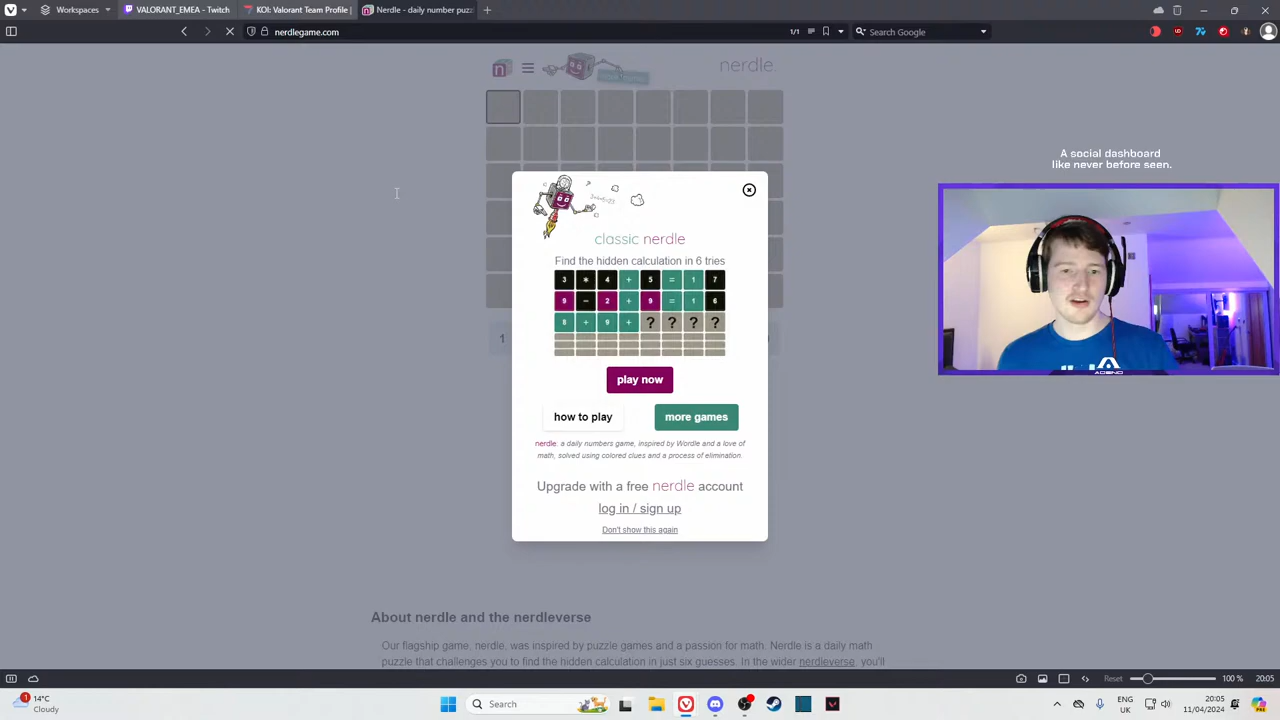 Workspaces
VALORANT_EMEA - Twitch
KOI: Valorant Team Profile |
Nerdle - daily number puzz
nerdlegame.com
1/1
Search Google
n
nerdle
A social dashboard
like never before seen.
classic nerdle
Find the hidden calculation in 6 tries
3 * 4 + 5 = 1 7
9 - 2 + 9 = 1 6
8 + 9 + ? ? ? ?
1
play now
how to play
more games
nerdle: a daily numbers game, inspired by Wordle and a love of
math, solved using colored clues and a process of elimination.
Upgrade with a free nerdle account
log in / sign up
Don't show this again
About nerdle and the nerdleverse
Our flagship game, nerdle, was inspired by puzzle games and a passion for math. Nerdle is a daily math
puzzle that challenges you to find the hidden calculation in just six guesses. In the wider nerdleverse, you'll
Reset
100 %
20:05
1
14°C
Cloudy
Search
ENG
UK
20:05
11/04/2024